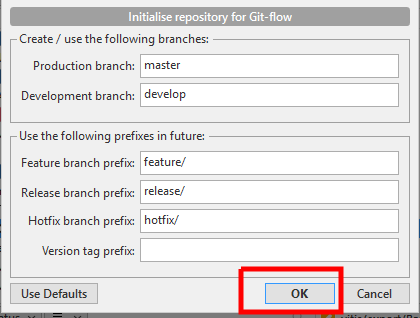 Initialise repository for Git-flow
Create / use the following branches:
Production branch: master
Development branch: develop
Use the following prefixes in future:
Feature branch prefix: feature/
Release branch prefix: release/
Hotfix branch prefix: hotfix/
Version tag prefix:
Use Defaults OK Cancel